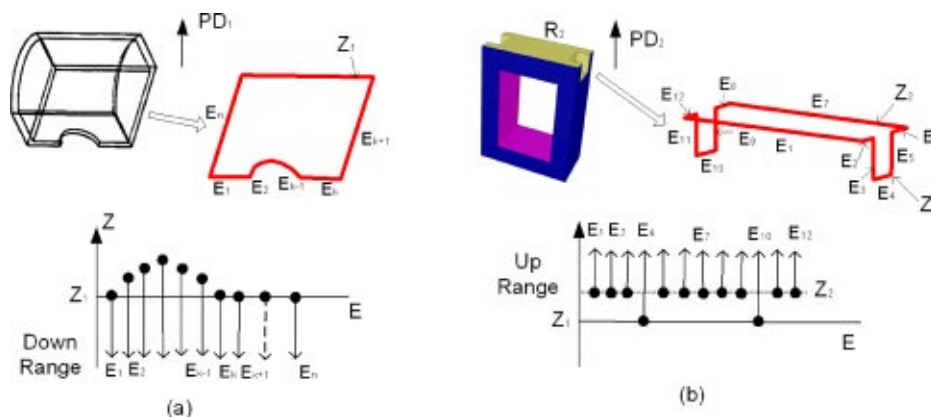 PD₁
Z₁
Eₙ
Eₖ₊₁
E₁ E₂ Eₖ₋₁ Eₖ
Z
Z₁
E
Down
Range
E₁ E₂ Eₖ₋₁ Eₖ Eₖ₊₁ Eₙ
(a)
R₂
PD₂
E₁₂ E₇ Z₂
E₁₁ E₉ E₁ E₂ E₅
E₁₀ E₃ E₄ Z
E₁ E₂ E₄ E₇ E₁₀ E₁₂
Up
Range
Z₂
Z₁
E
(b)